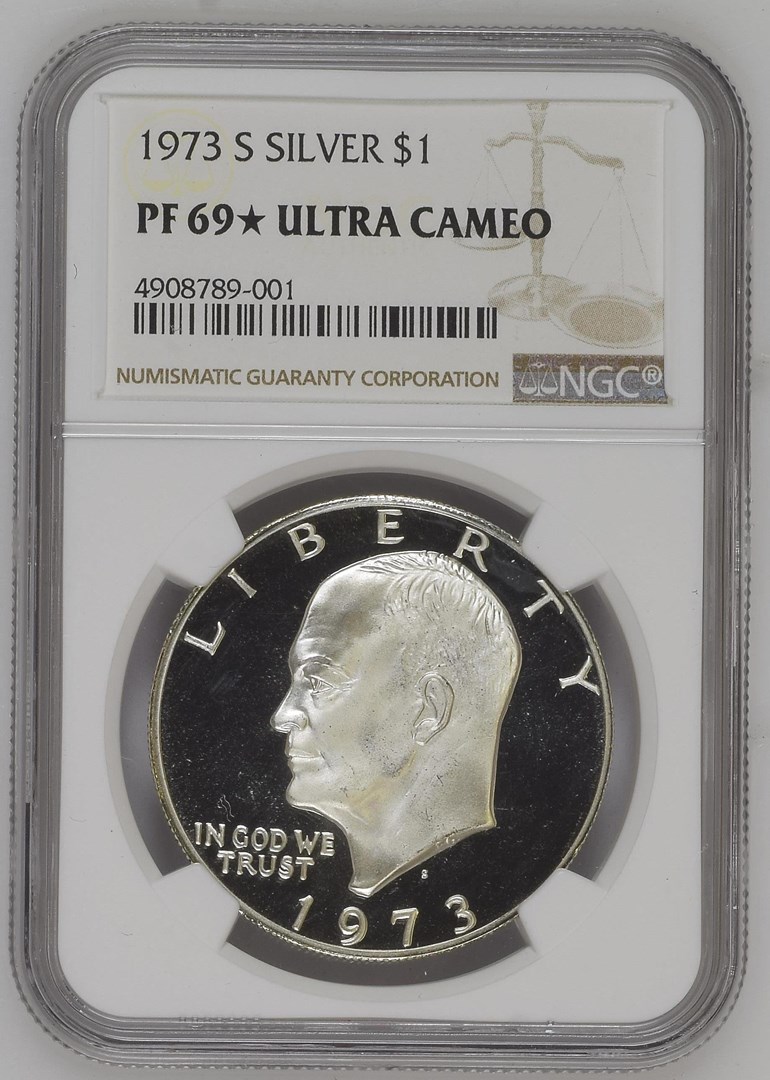 1973 S SILVER $1
PF 69★ ULTRA CAMEO
4908789-001
NUMISMATIC GUARANTY CORPORATION NGC®
LIBERTY
IN GOD WE
TRUST
S
1973